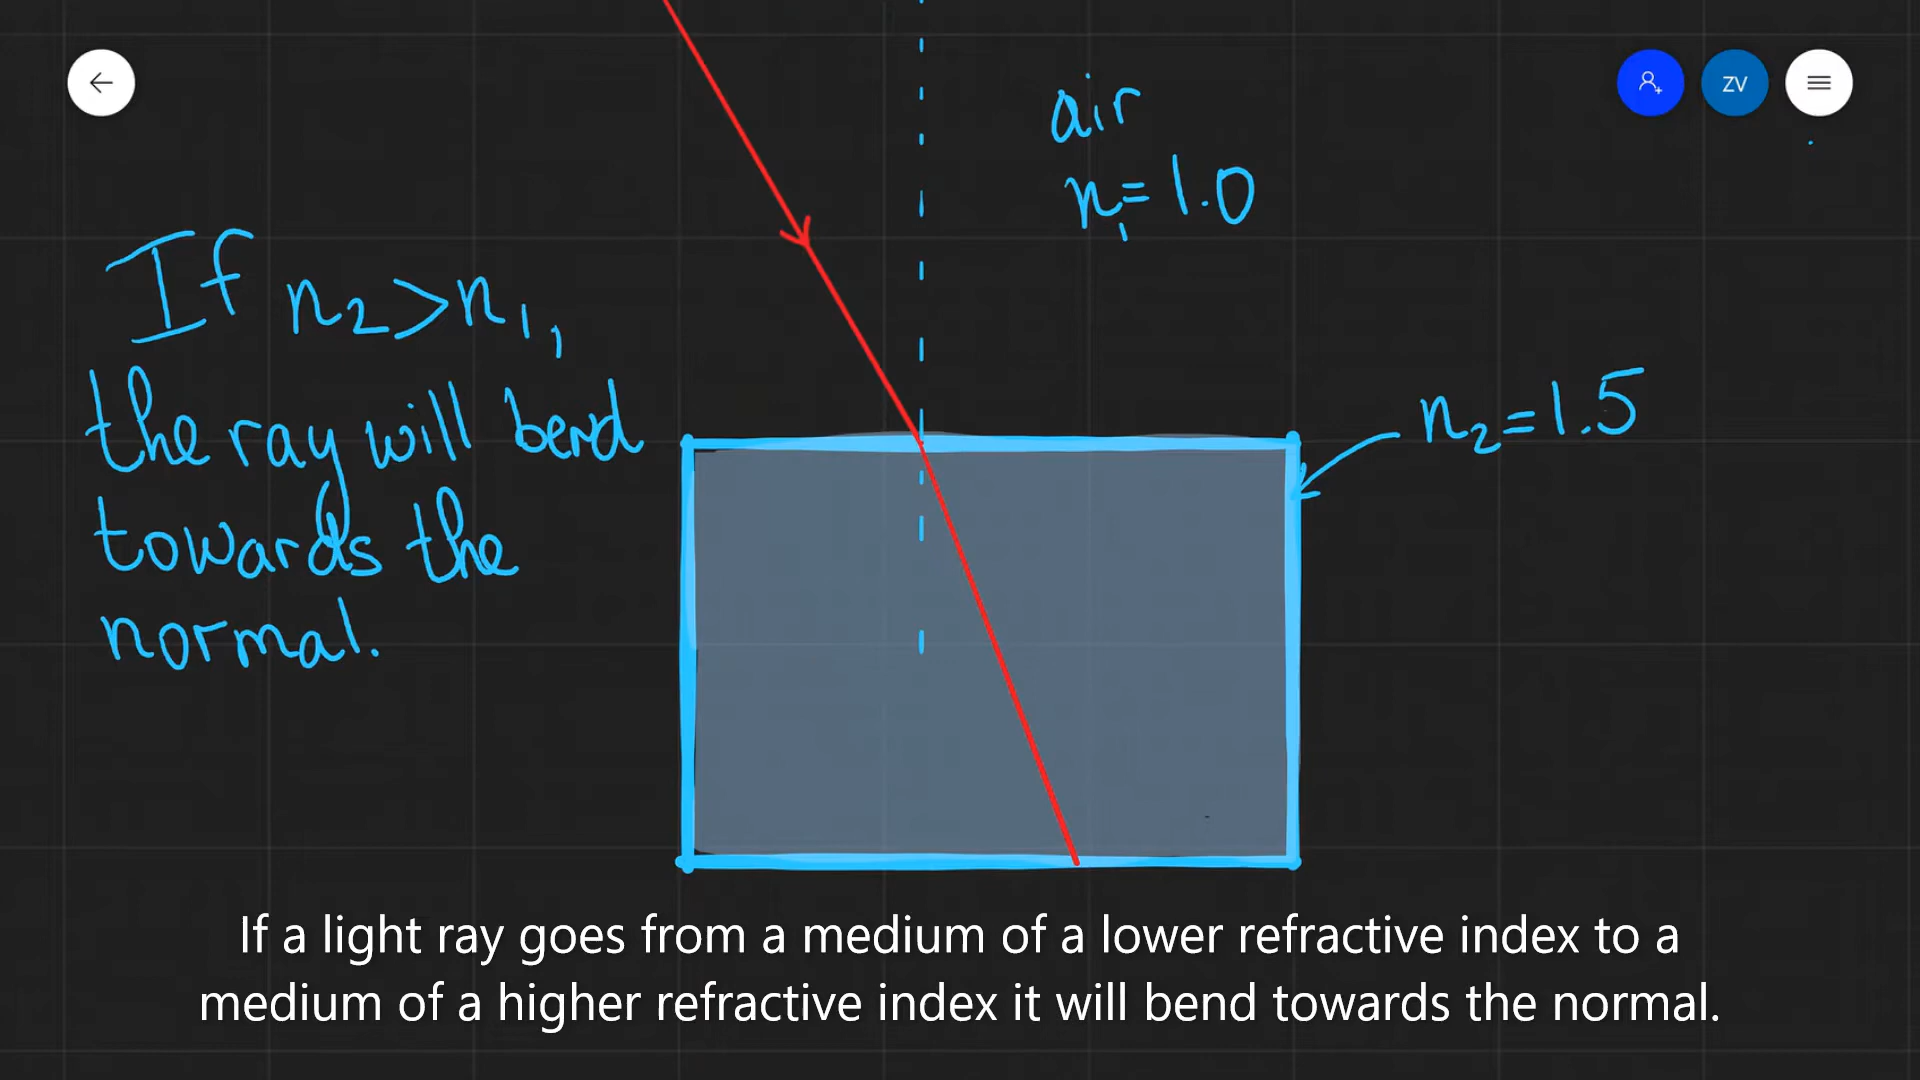 ZV
air
n₁=1.0
If n₂>n₁,
the ray will bend
towards the
normal.
n₂=1.5
If a light ray goes from a medium of a lower refractive index to a
medium of a higher refractive index it will bend towards the normal.